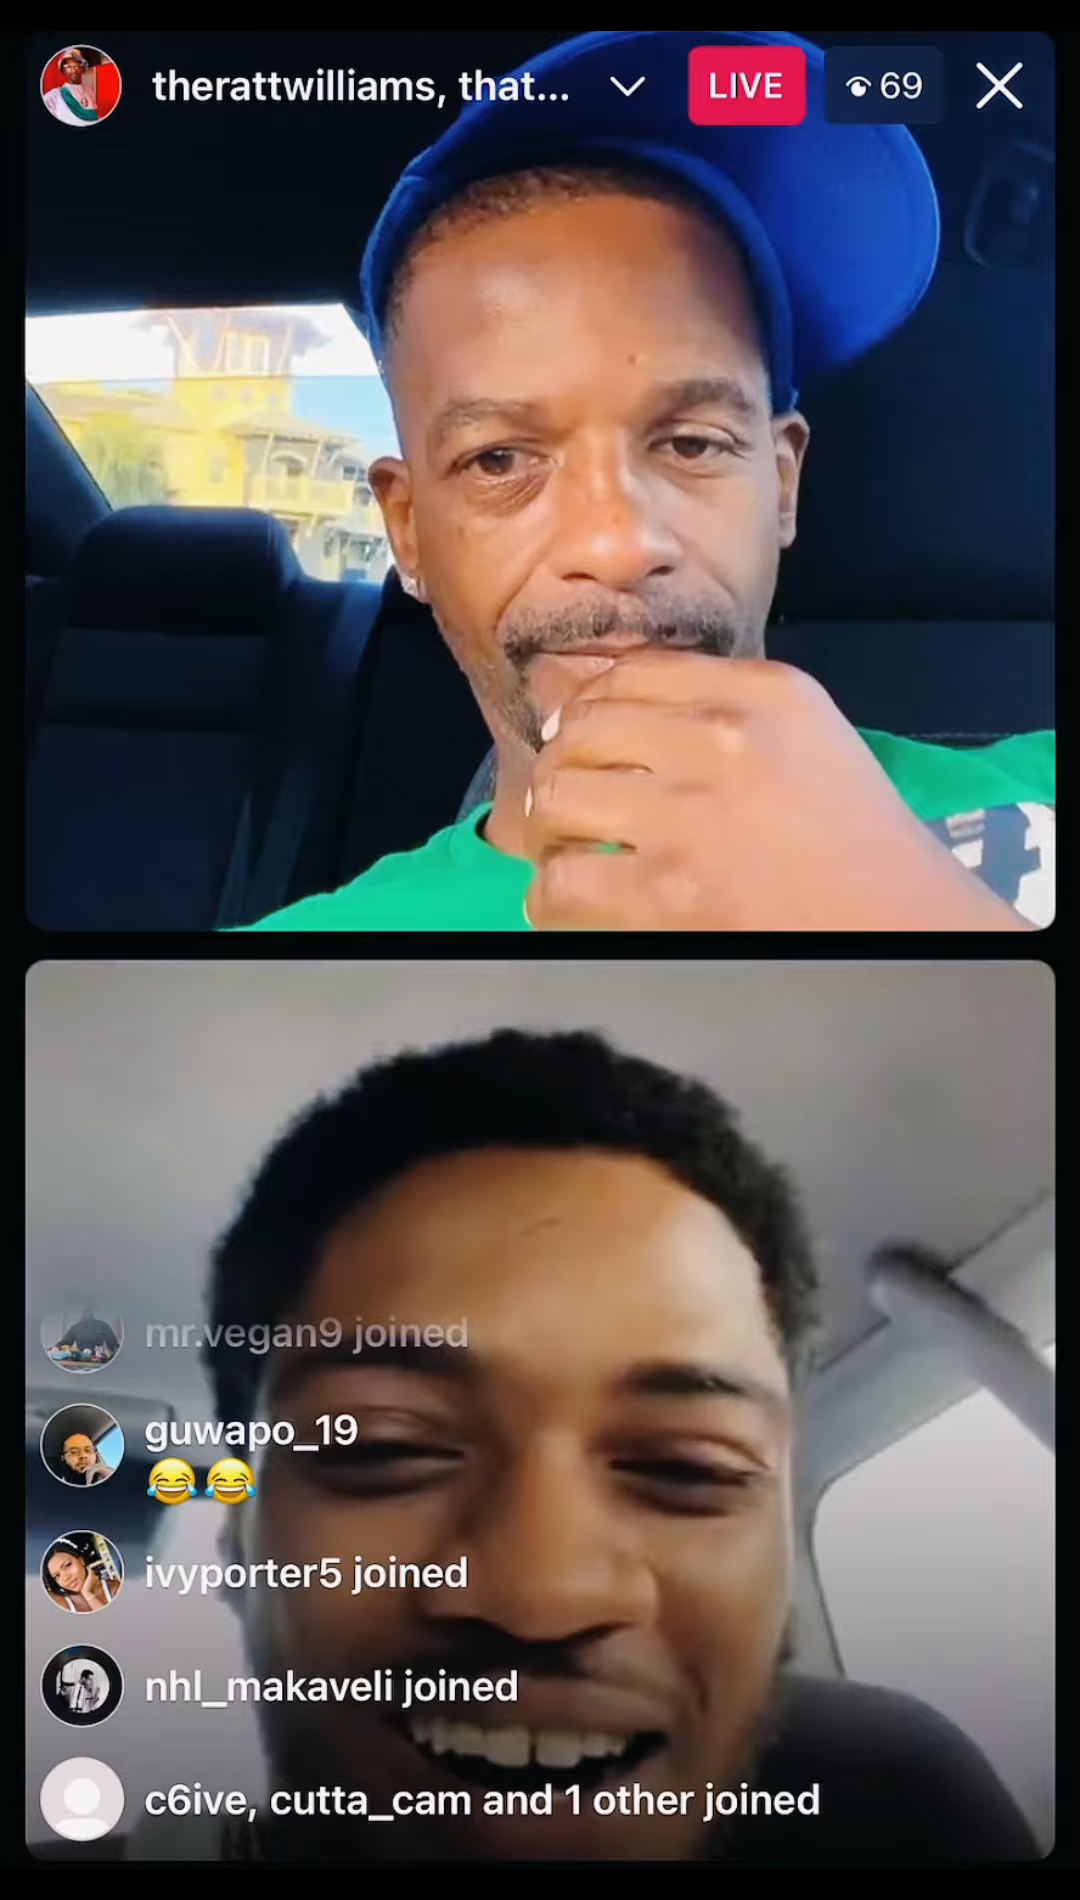 therattwilliams, that...
LIVE
69
mr.vegan9 joined
guwapo_19
😂😂
ivyporter5 joined
nhl_makaveli joined
c6ive, cutta_cam and 1 other joined